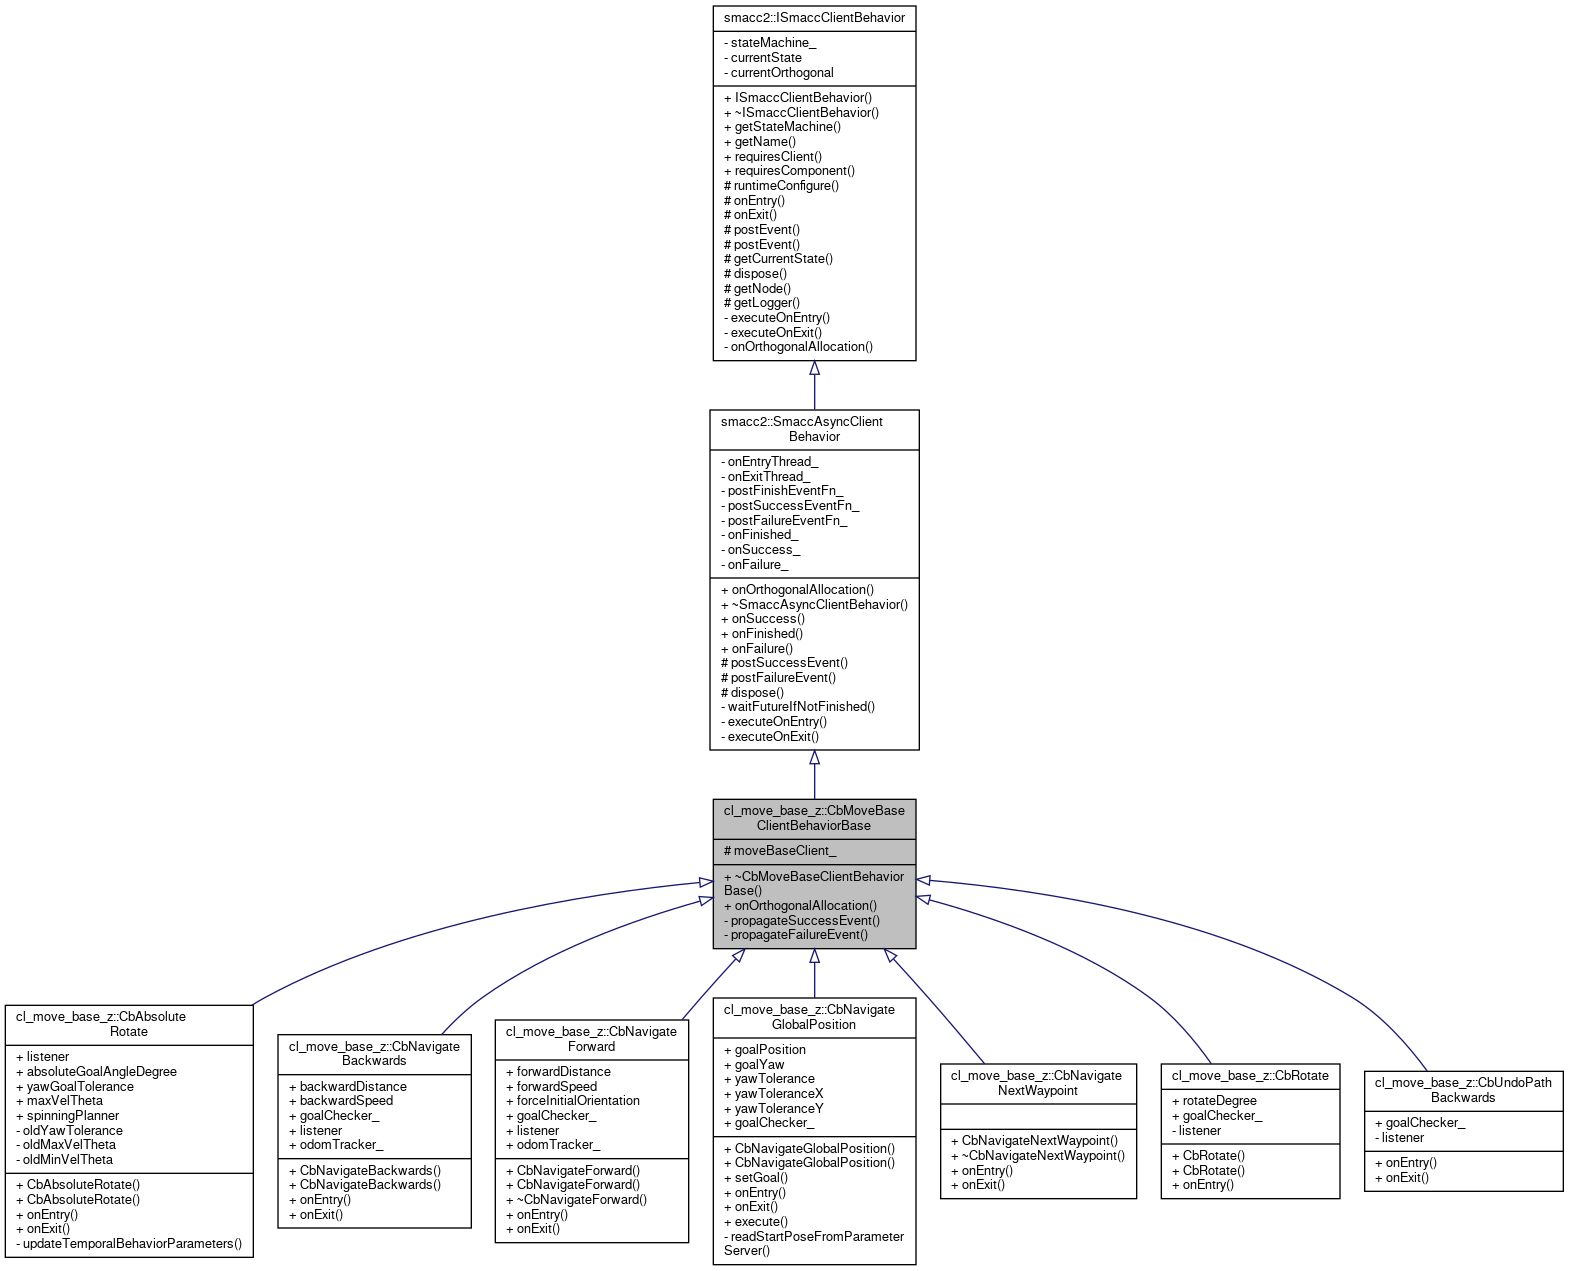 smacc2::ISmaccClientBehavior
- stateMachine_
- currentState
- currentOrthogonal
+ ISmaccClientBehavior()
+ ~ISmaccClientBehavior()
+ getStateMachine()
+ getName()
+ requiresClient()
+ requiresComponent()
# runtimeConfigure()
# onEntry()
# onExit()
# postEvent()
# postEvent()
# getCurrentState()
# dispose()
# getNode()
# getLogger()
- executeOnEntry()
- executeOnExit()
- onOrthogonalAllocation()
smacc2::SmaccAsyncClient
Behavior
- onEntryThread_
- onExitThread_
- postFinishEventFn_
- postSuccessEventFn_
- postFailureEventFn_
- onFinished_
- onSuccess_
- onFailure_
+ onOrthogonalAllocation()
+ ~SmaccAsyncClientBehavior()
+ onSuccess()
+ onFinished()
+ onFailure()
# postSuccessEvent()
# postFailureEvent()
# dispose()
- waitFutureIfNotFinished()
- executeOnEntry()
- executeOnExit()
cl_move_base_z::CbMoveBase
ClientBehaviorBase
# moveBaseClient_
+ ~CbMoveBaseClientBehavior
Base()
+ onOrthogonalAllocation()
- propagateSuccessEvent()
- propagateFailureEvent()
cl_move_base_z::CbAbsolute
Rotate
+ listener
+ absoluteGoalAngleDegree
+ yawGoalTolerance
+ maxVelTheta
+ spinningPlanner
- oldYawTolerance
- oldMaxVelTheta
- oldMinVelTheta
+ CbAbsoluteRotate()
+ CbAbsoluteRotate()
+ onEntry()
+ onExit()
- updateTemporalBehaviorParameters()
cl_move_base_z::CbNavigate
Backwards
+ backwardDistance
+ backwardSpeed
+ goalChecker_
+ listener
+ odomTracker_
+ CbNavigateBackwards()
+ CbNavigateBackwards()
+ onEntry()
+ onExit()
cl_move_base_z::CbNavigate
Forward
+ forwardDistance
+ forwardSpeed
+ forceInitialOrientation
+ goalChecker_
+ listener
+ odomTracker_
+ CbNavigateForward()
+ CbNavigateForward()
+ ~CbNavigateForward()
+ onEntry()
+ onExit()
cl_move_base_z::CbNavigate
GlobalPosition
+ goalPosition
+ goalYaw
+ yawTolerance
+ yawToleranceX
+ yawToleranceY
+ goalChecker_
+ CbNavigateGlobalPosition()
+ CbNavigateGlobalPosition()
+ setGoal()
+ onEntry()
+ onExit()
+ execute()
- readStartPoseFromParameter
Server()
cl_move_base_z::CbNavigate
NextWaypoint
+ CbNavigateNextWaypoint()
+ ~CbNavigateNextWaypoint()
+ onEntry()
+ onExit()
cl_move_base_z::CbRotate
+ rotateDegree
+ goalChecker_
- listener
+ CbRotate()
+ CbRotate()
+ onEntry()
cl_move_base_z::CbUndoPath
Backwards
+ goalChecker_
- listener
+ onEntry()
+ onExit()